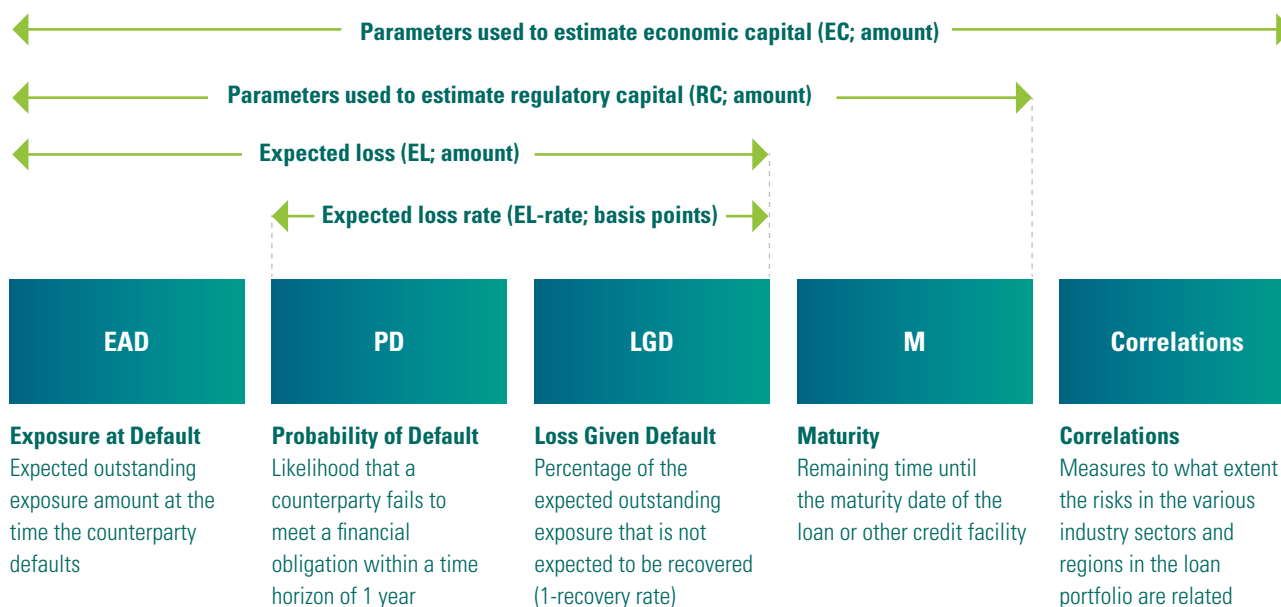 Parameters used to estimate economic capital (EC; amount)
Parameters used to estimate regulatory capital (RC; amount)
Expected loss (EL; amount)
Expected loss rate (EL-rate; basis points)
EAD
PD
LGD
M
Correlations
Exposure at Default
Expected outstanding
exposure amount at the
time the counterparty
defaults
Probability of Default
Likelihood that a
counterparty fails to
meet a financial
obligation within a time
horizon of 1 year
Loss Given Default
Percentage of the
expected outstanding
exposure that is not
expected to be recovered
(1-recovery rate)
Maturity
Remaining time until
the maturity date of the
loan or other credit facility
Correlations
Measures to what extent
the risks in the various
industry sectors and
regions in the loan
portfolio are related